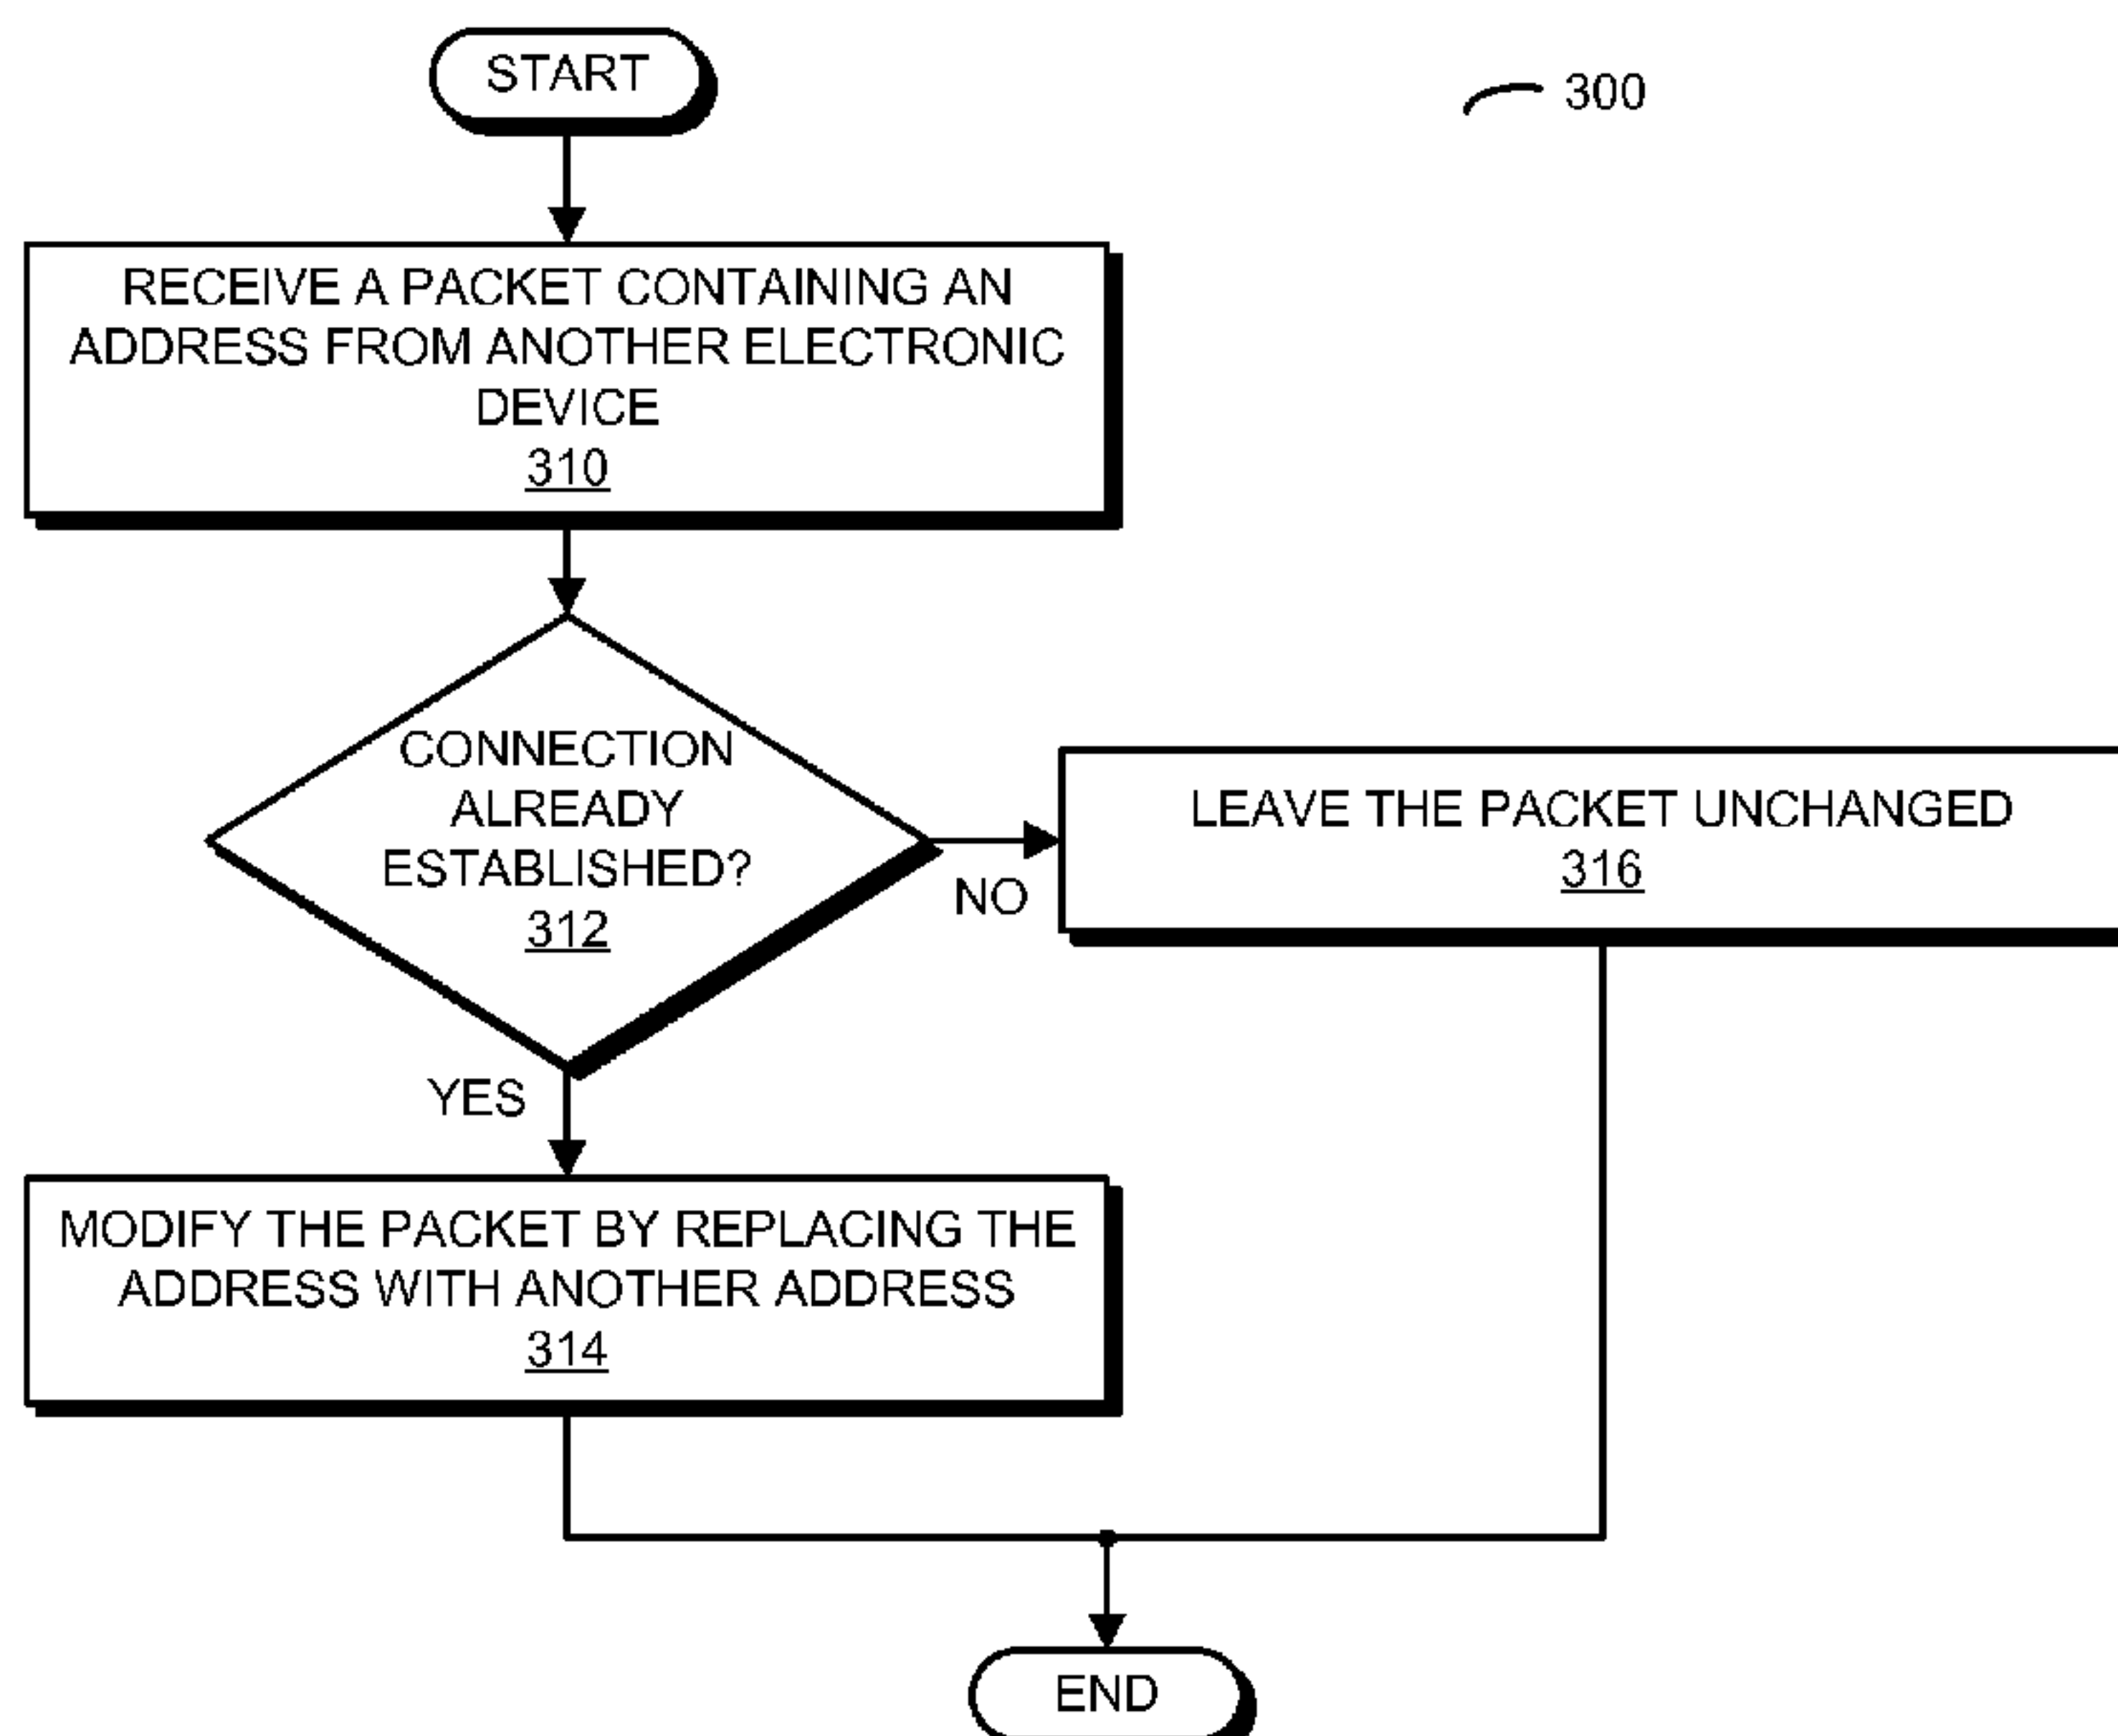 START
300
RECEIVE A PACKET CONTAINING AN
ADDRESS FROM ANOTHER ELECTRONIC
DEVICE
310
CONNECTION
ALREADY
ESTABLISHED?
312
NO
LEAVE THE PACKET UNCHANGED
316
YES
MODIFY THE PACKET BY REPLACING THE
ADDRESS WITH ANOTHER ADDRESS
314
END